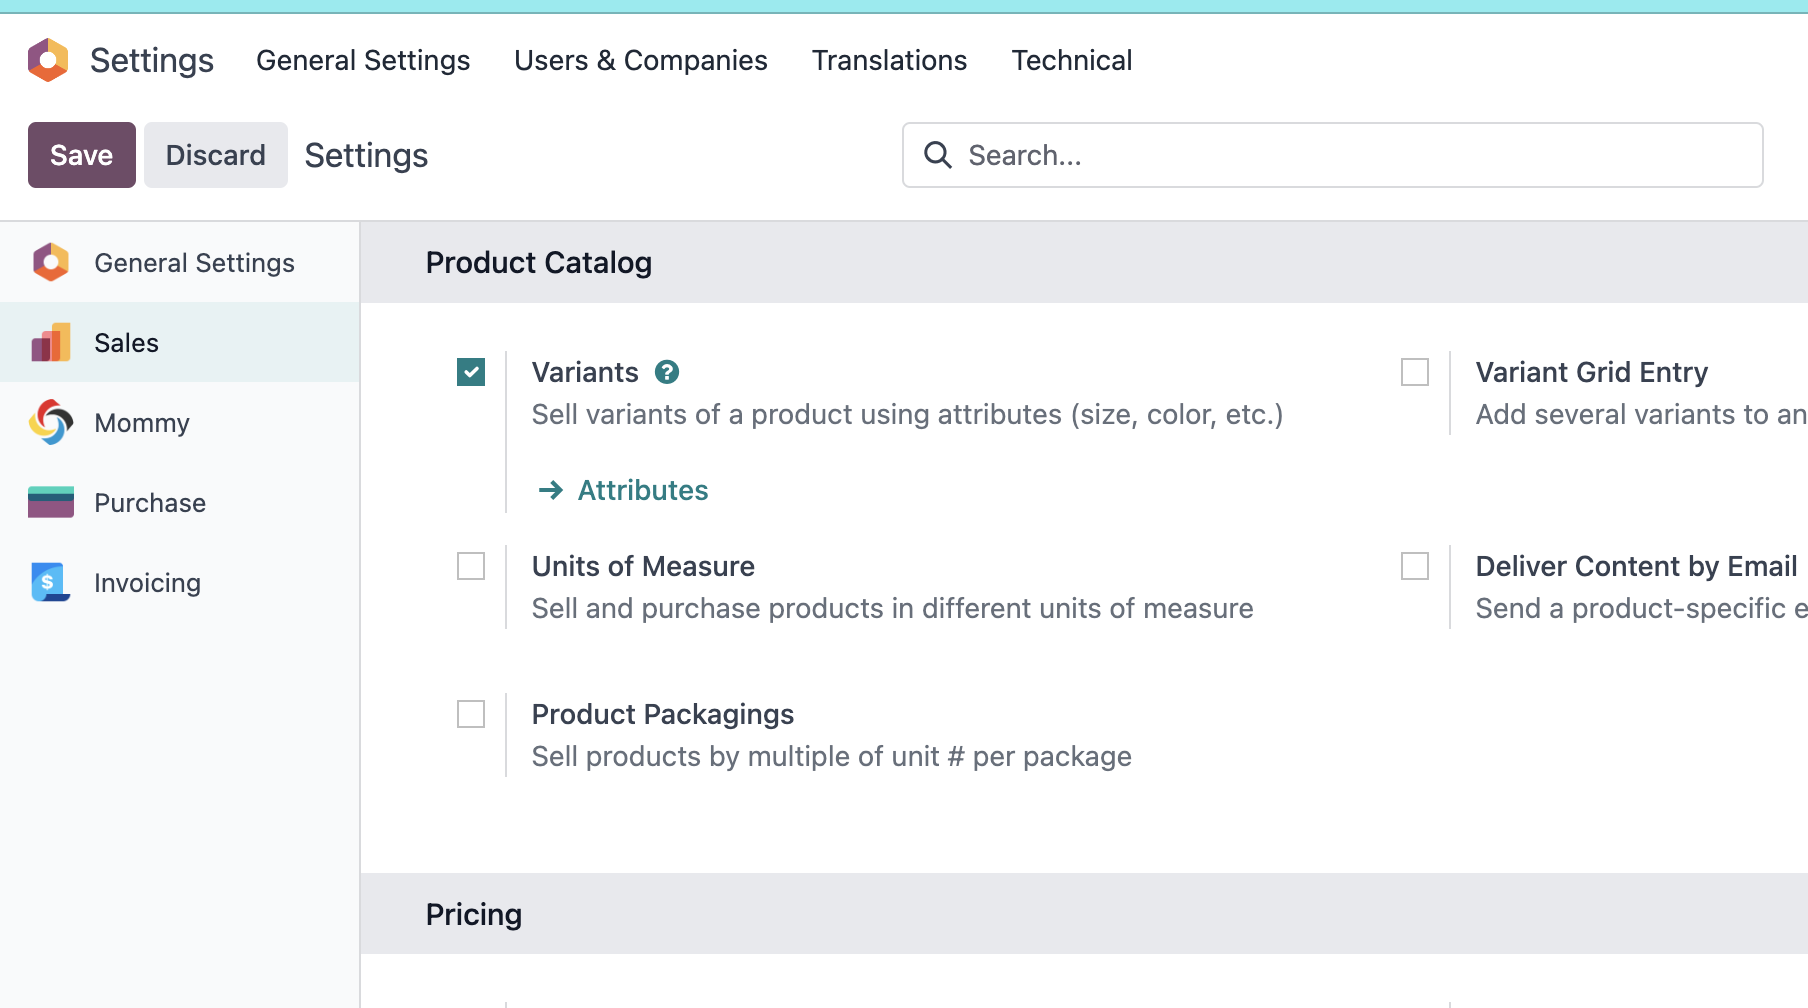 Settings General Settings Users & Companies Translations Technical
Save Discard Settings Search...
General Settings
Sales
Mommy
Purchase
$ Invoicing
Product Catalog
Variants ?
Sell variants of a product using attributes (size, color, etc.)
Attributes
Variant Grid Entry
Add several variants to an
Units of Measure
Sell and purchase products in different units of measure
Deliver Content by Email
Send a product-specific e
Product Packagings
Sell products by multiple of unit # per package
Pricing